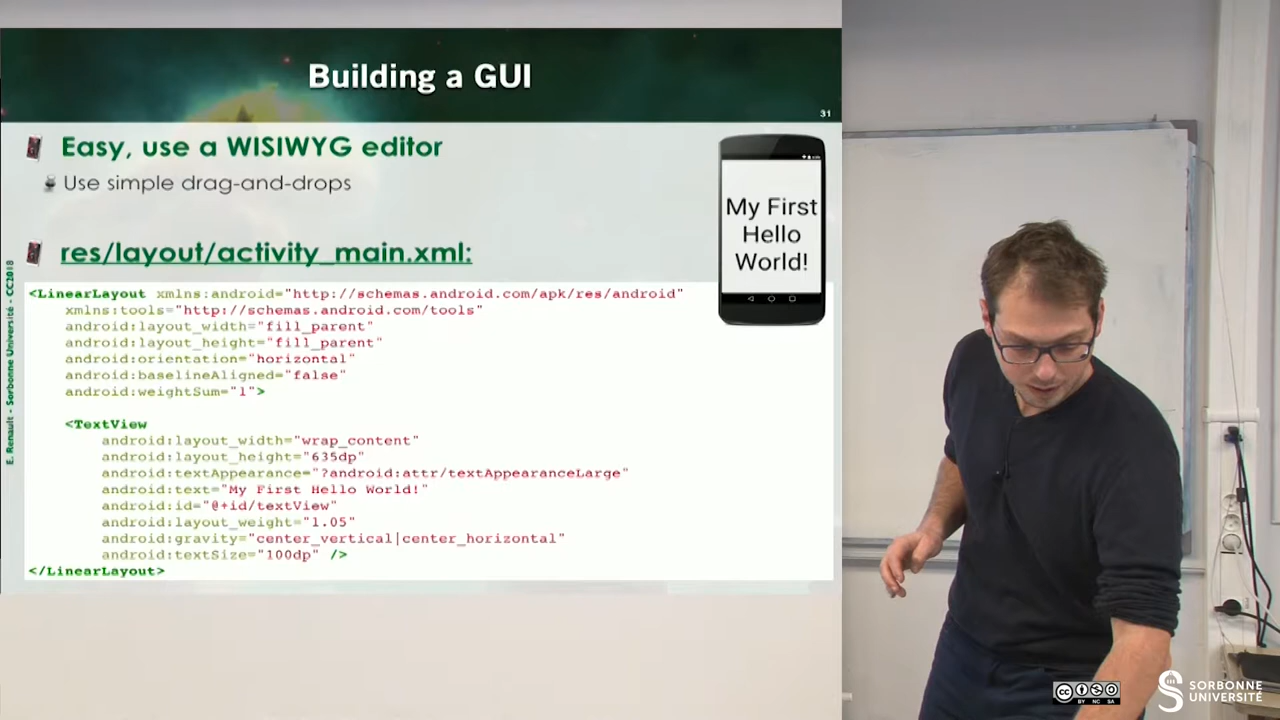 Building a GUI
31
Easy, use a WISIWYG editor
Use simple drag-and-drops
res/layout/activity_main.xml:
<LinearLayout xmlns:android="http://schemas.android.com/apk/res/android"
xmlns:tools="http://schemas.android.com/tools"
android:layout_width="fill_parent"
android:layout_height="fill_parent"
android:orientation="horizontal"
android:baselineAligned="false"
android:weightSum="1">
<TextView
android:layout_width="wrap_content"
android:layout_height="635dp"
android:textAppearance="?android:attr/textAppearanceLarge"
android:text="My First Hello World!"
android:id="@+id/textView"
android:layout_weight="1.05"
android:gravity="center_vertical|center_horizontal"
android:textSize="100dp" />
</LinearLayout>
My First
Hello
World!
E. Renault - Sorbonne Université - CC2018
cc
BY NC SA
SORBONNE
UNIVERSITÉ